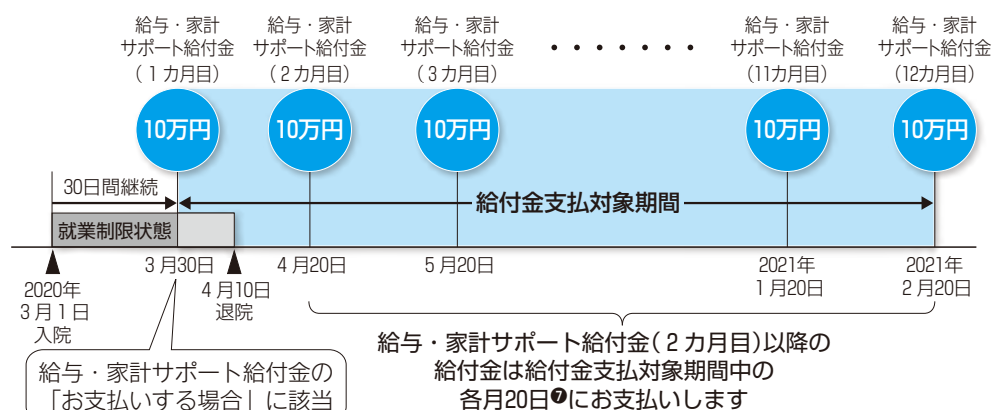 給与・家計
サポート給付金
(1カ月目)
給与・家計
サポート給付金
(2カ月目)
給与・家計
サポート給付金
(3カ月目)
・・・・・・・
給与・家計
サポート給付金
(11カ月目)
給与・家計
サポート給付金
(12カ月目)
10万円
10万円
10万円
10万円
10万円
30日間継続
給付金支払対象期間
就業制限状態
3月30日
4月20日
5月20日
2021年
1月20日
2021年
2月20日
2020年
3月1日
入院
4月10日
退院
給与・家計サポート給付金の
「お支払いする場合」に該当
給与・家計サポート給付金(2カ月目)以降の
給付金は給付金支払対象期間中の
各月20日❼にお支払いします